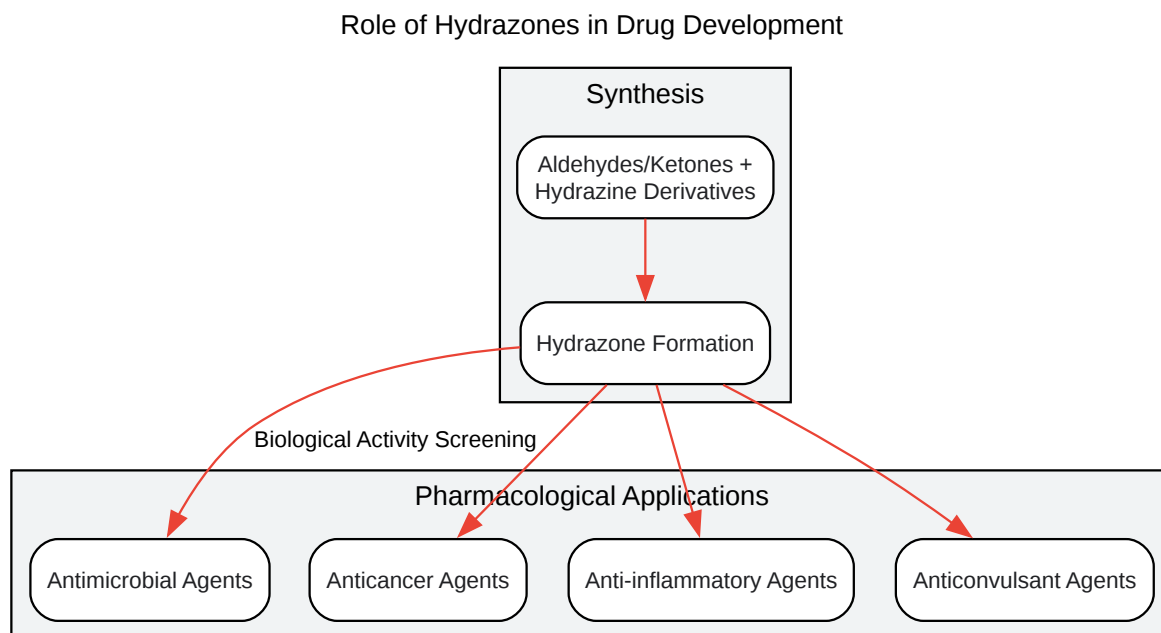 Role of Hydrazones in Drug Development
Synthesis
Aldehydes/Ketones +
Hydrazine Derivatives
Hydrazone Formation
Biological Activity Screening
Pharmacological Applications
Antimicrobial Agents
Anticancer Agents
Anti-inflammatory Agents
Anticonvulsant Agents